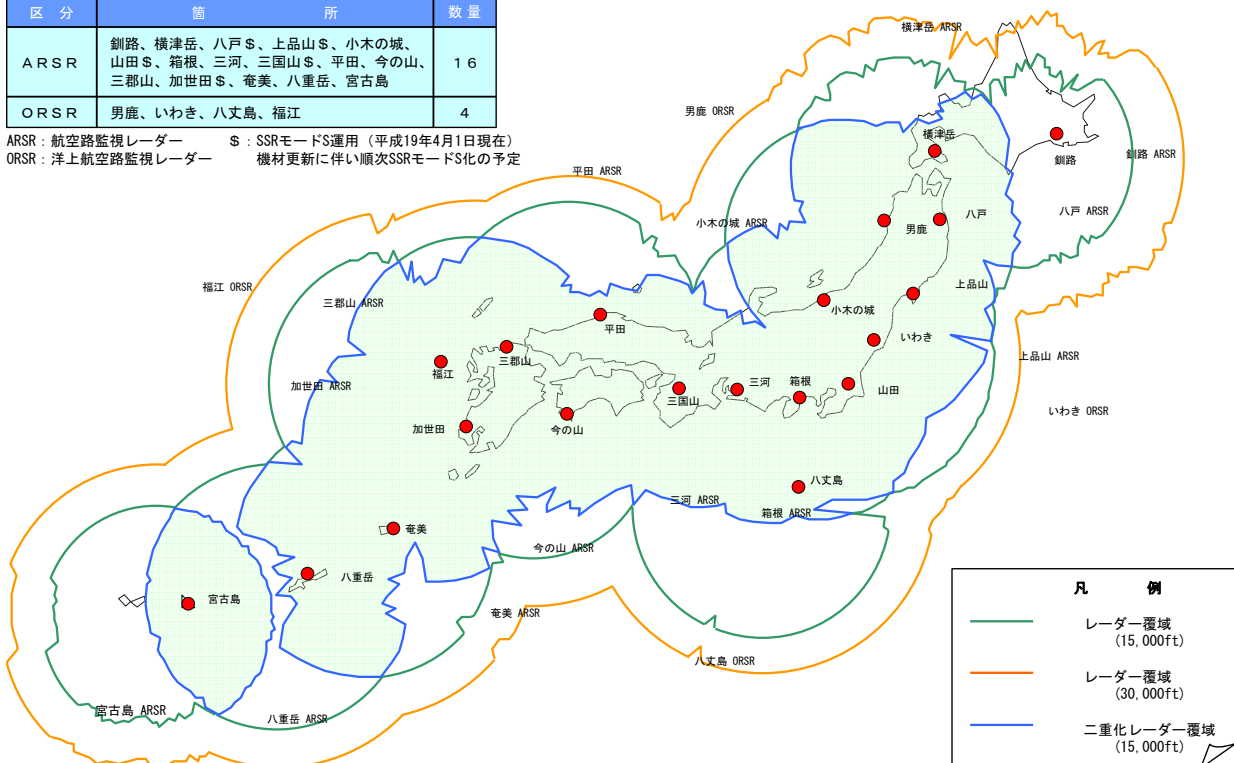 区 分 箇 所 数 量
ARSR 釧路、横津岳、八戸＄、上品山＄、小木の城、 16
山田＄、箱根、三河、三国山＄、平田、今の山、
三郡山、加世田＄、奄美、八重岳、宮古島
ORSR 男鹿、いわき、八丈島、福江 4
ARSR：航空路監視レーダー ＄：SSRモードS運用（平成19年4月1日現在）
ORSR：洋上航空路監視レーダー 機材更新に伴い順次SSRモードS化の予定
横津岳 ARSR
男鹿 ORSR
横津岳
釧路
釧路 ARSR
平田 ARSR
小木の城 ARSR
男鹿
八戸
八戸 ARSR
福江 ORSR
三郡山 ARSR
上品山
小木の城
平田
いわき
三郡山
福江
上品山 ARSR
加世田 ARSR
三国山
三河
箱根
山田
いわき ORSR
加世田
今の山
八丈島
三河 ARSR
箱根 ARSR
奄美
今の山 ARSR
八重岳
宮古島
奄美 ARSR
八丈島 ORSR
宮古島 ARSR
八重岳 ARSR
凡 例
レーダー覆域
(15,000ft)
レーダー覆域
(30,000ft)
二重化レーダー覆域
(15,000ft)